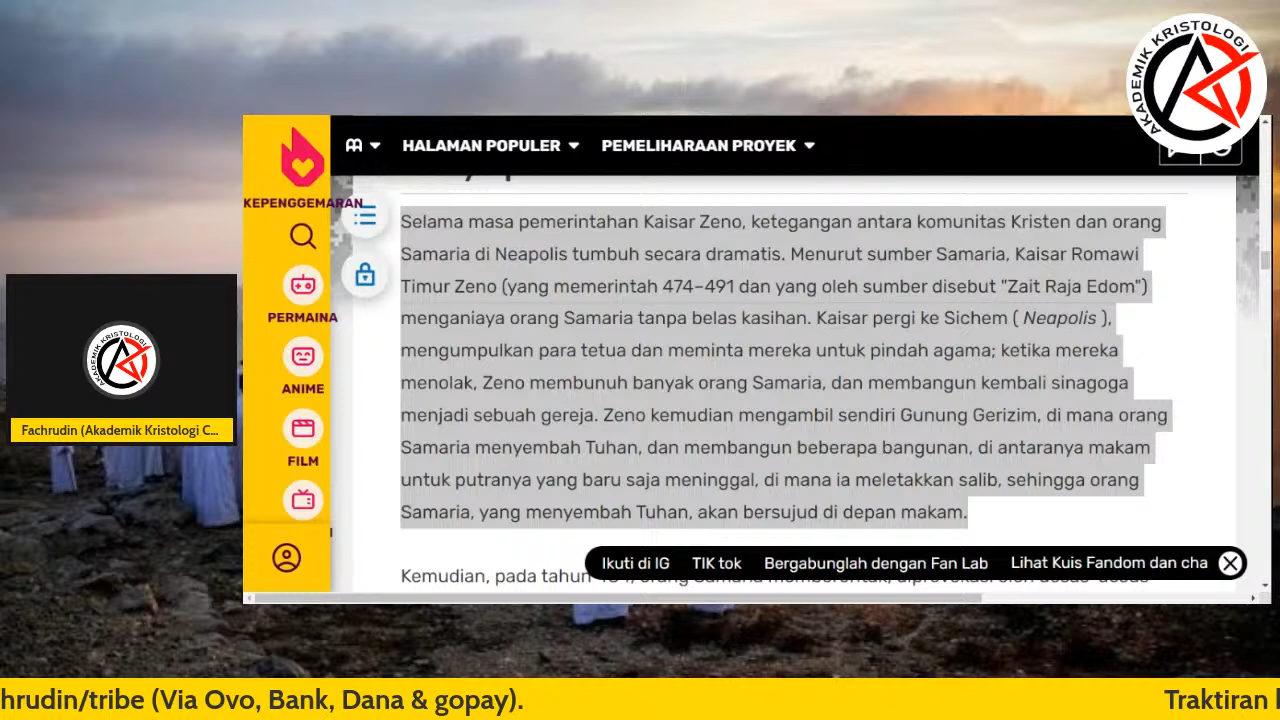 AKADEMIK KRISTOLOGI
HALAMAN POPULER
PEMELIHARAAN PROYEK
KEPENGGEMARAN
PERMAINA
ANIME
FILM
Selama masa pemerintahan Kaisar Zeno, ketegangan antara komunitas Kristen dan orang
Samaria di Neapolis tumbuh secara dramatis. Menurut sumber Samaria, Kaisar Romawi
Timur Zeno (yang memerintah 474–491 dan yang oleh sumber disebut "Zait Raja Edom")
menganiaya orang Samaria tanpa belas kasihan. Kaisar pergi ke Sichem ( Neapolis ),
mengumpulkan para tetua dan meminta mereka untuk pindah agama; ketika mereka
menolak, Zeno membunuh banyak orang Samaria, dan membangun kembali sinagoga
menjadi sebuah gereja. Zeno kemudian mengambil sendiri Gunung Gerizim, di mana orang
Samaria menyembah Tuhan, dan membangun beberapa bangunan, di antaranya makam
untuk putranya yang baru saja meninggal, di mana ia meletakkan salib, sehingga orang
Samaria, yang menyembah Tuhan, akan bersujud di depan makam.
Kemudian, pada tahun
Ikuti di IG TIK tok Bergabunglah dengan Fan Lab Lihat Kuis Fandom dan cha
AKADEMIK KRISTOLOGI
Fachrudin (Akademik Kristologi C...
hrudin/tribe (Via Ovo, Bank, Dana & gopay).
Traktiran